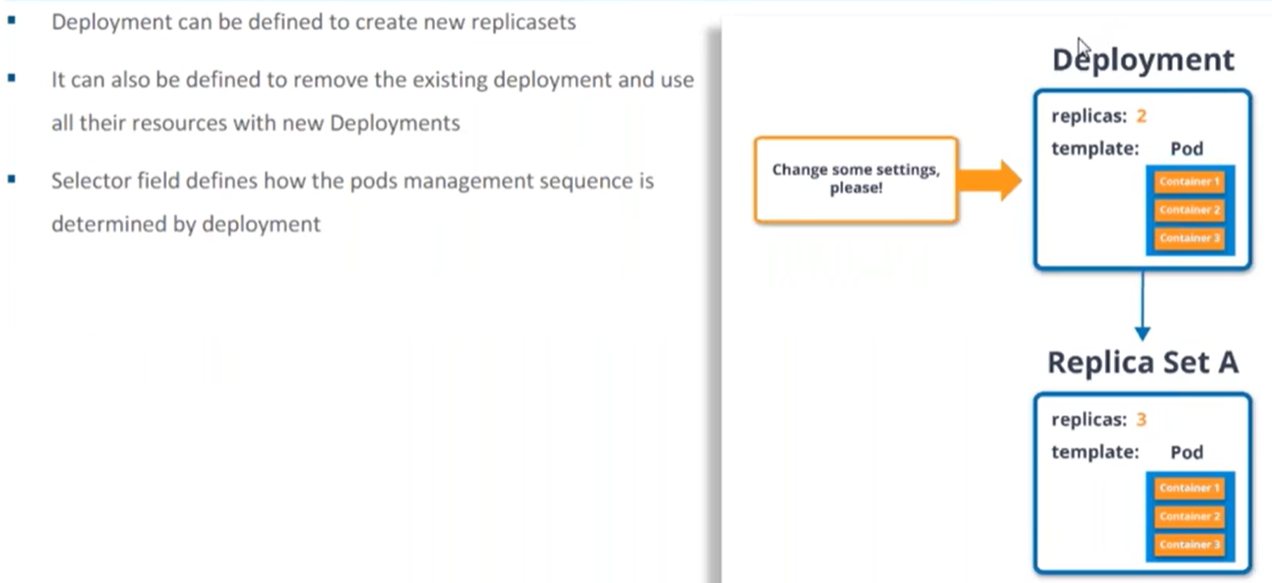 Deployment can be defined to create new replicasets
It can also be defined to remove the existing deployment and use
all their resources with new Deployments
Selector field defines how the pods management sequence is
determined by deployment
Change some settings,
please!
Deployment
replicas: 2
template: Pod
Container 1
Container 2
Container 3
Replica Set A
replicas: 3
template: Pod
Container 1
Container 2
Container 3